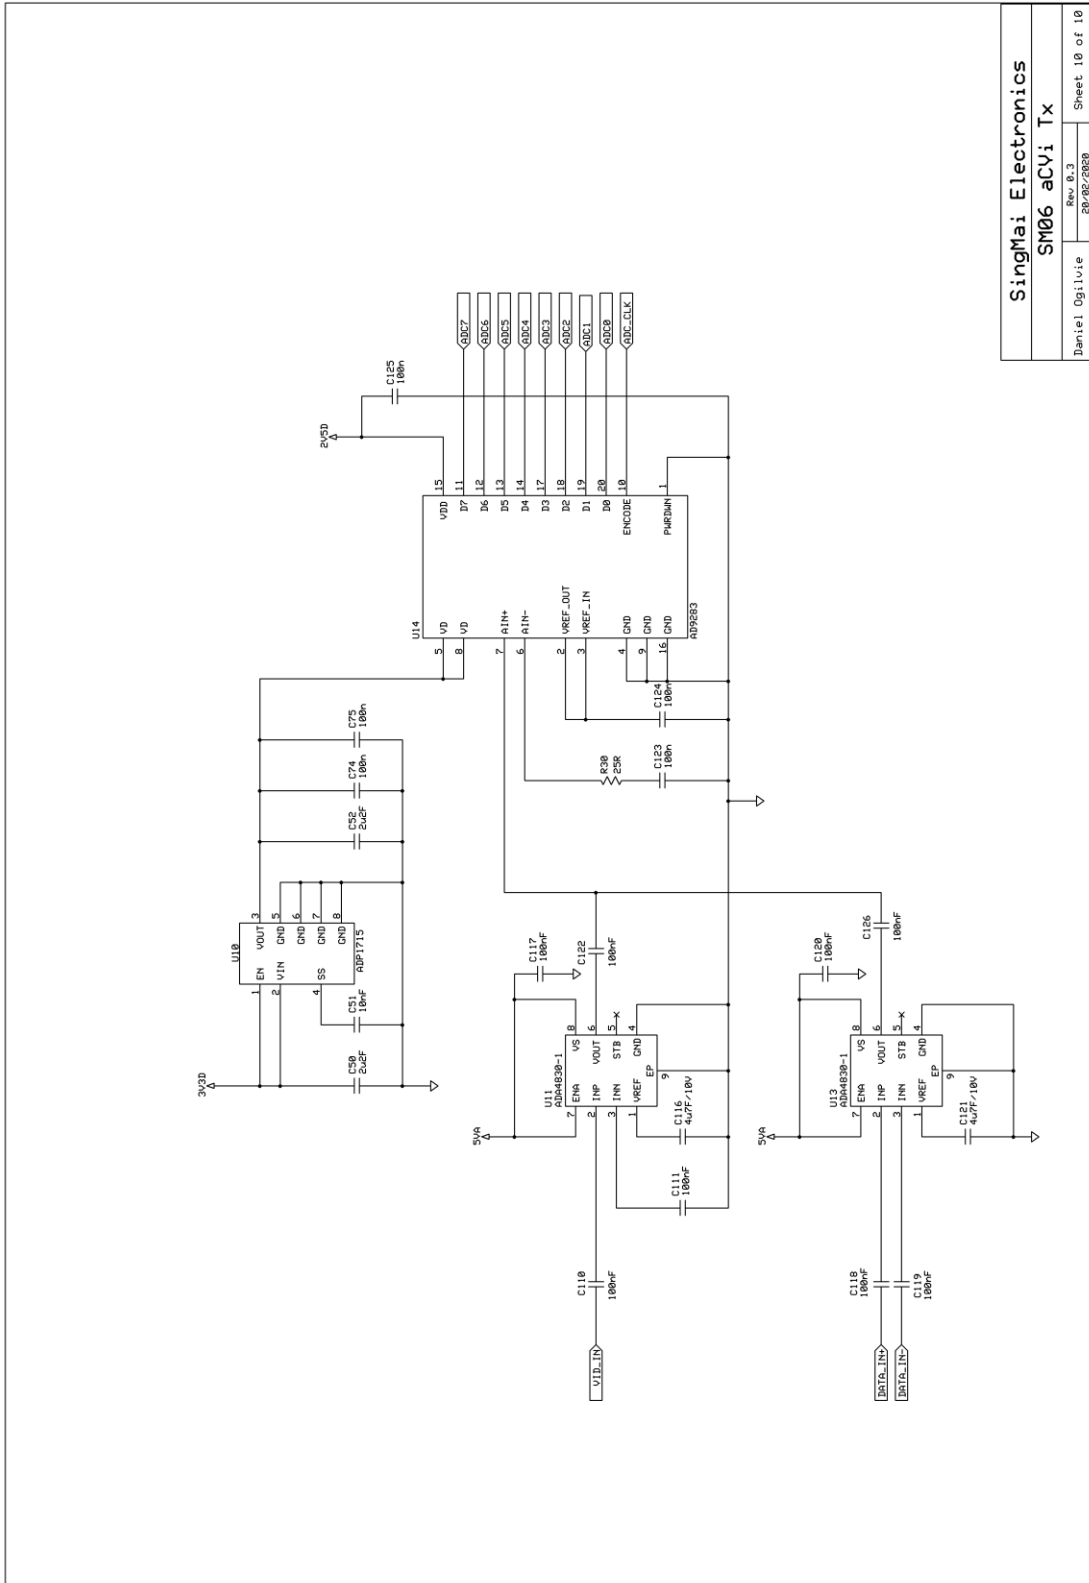 3V3D
U10
1 EN VOUT 3
2 VIN GND 5
GND 6
4 SS GND 7
GND 8
ADP1715
C50
2u2F
C51
10nF
C52
2u2F
C74
100n
C75
100n
2V5D
C125
100n
U14
5 VD VDD 15
8 VD D7 11 ADC7
D6 12 ADC6
7 AIN+ D5 13 ADC5
6 AIN- D4 14 ADC4
D3 17 ADC3
2 VREF_OUT D2 18 ADC2
3 VREF_IN D1 19 ADC1
D0 20 ADC0
4 GND ENCODE 10 ADC_CLK
9 GND
16 GND PWRDWN 1
AD9283
R30
25R
C123
100n
C124
100n
5VA
C117
100nF
U11
ADA4830-1
7 ENA VS 8
2 INP VOUT 6
3 INN STB 5
1 VREF GND 4
EP 9
C122
100nF
C116
4u7F/10V
C111
100nF
VID_IN
C110
100nF
5VA
C120
100nF
U13
ADA4830-1
7 ENA VS 8
2 INP VOUT 6
3 INN STB 5
1 VREF GND 4
EP 9
C126
100nF
C121
4u7F/10V
DATA_IN+
C118
100nF
DATA_IN-
C119
100nF
SingMai Electronics
SM06 aCVi Tx
Daniel Ogilvie
Rev 0.3
20/02/2020
Sheet 10 of 10